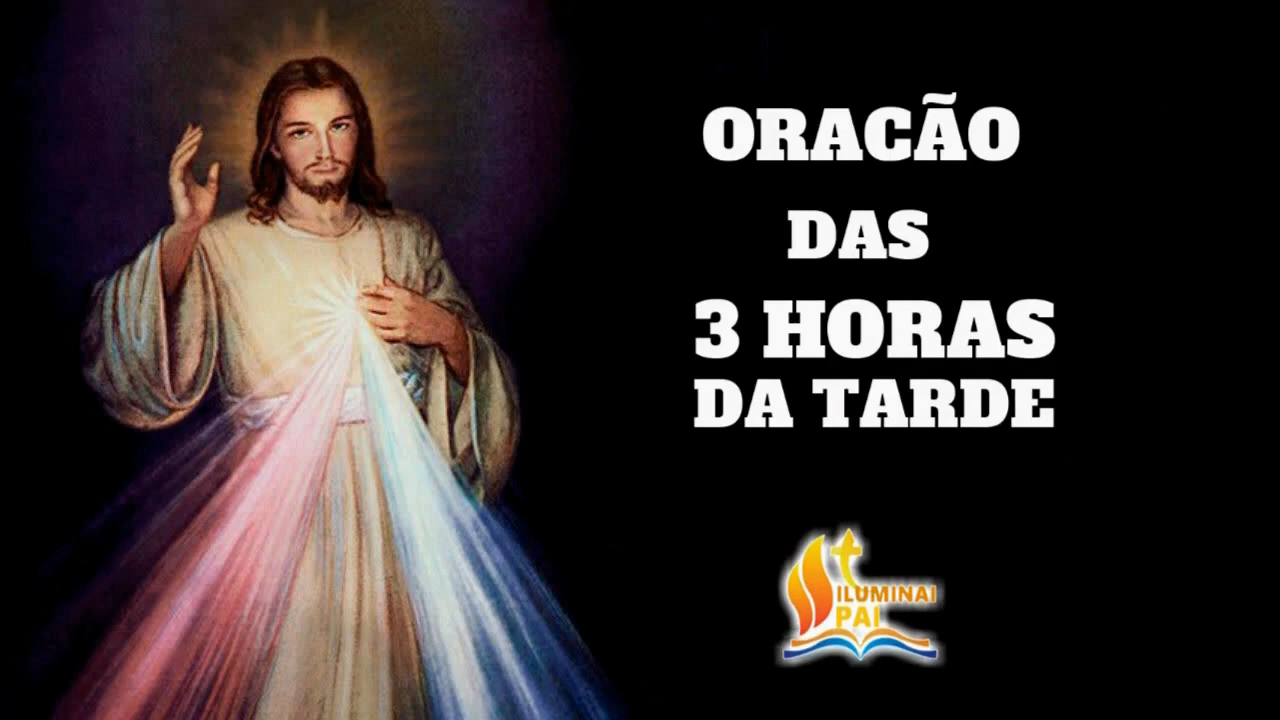 ORACÃO
DAS
3 HORAS
DA TARDE
ILUMINAI
PAI